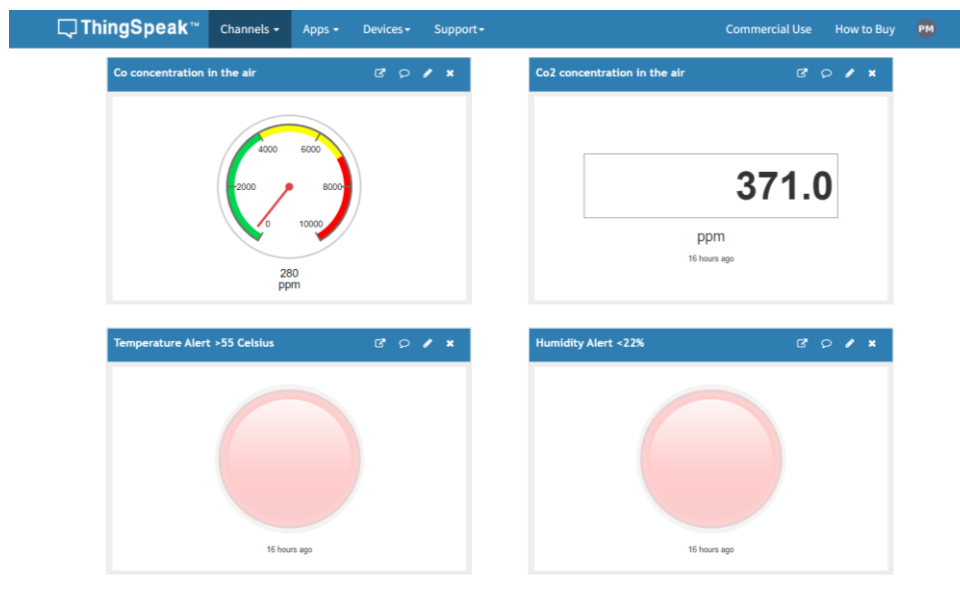 ThingSpeak™ Channels Apps Devices Support Commercial Use How to Buy PM
Co concentration in the air
4000 6000
2000 8000
0 10000
280
ppm
Co2 concentration in the air
371.0
ppm
16 hours ago
Temperature Alert >55 Celsius
16 hours ago
Humidity Alert <22%
16 hours ago